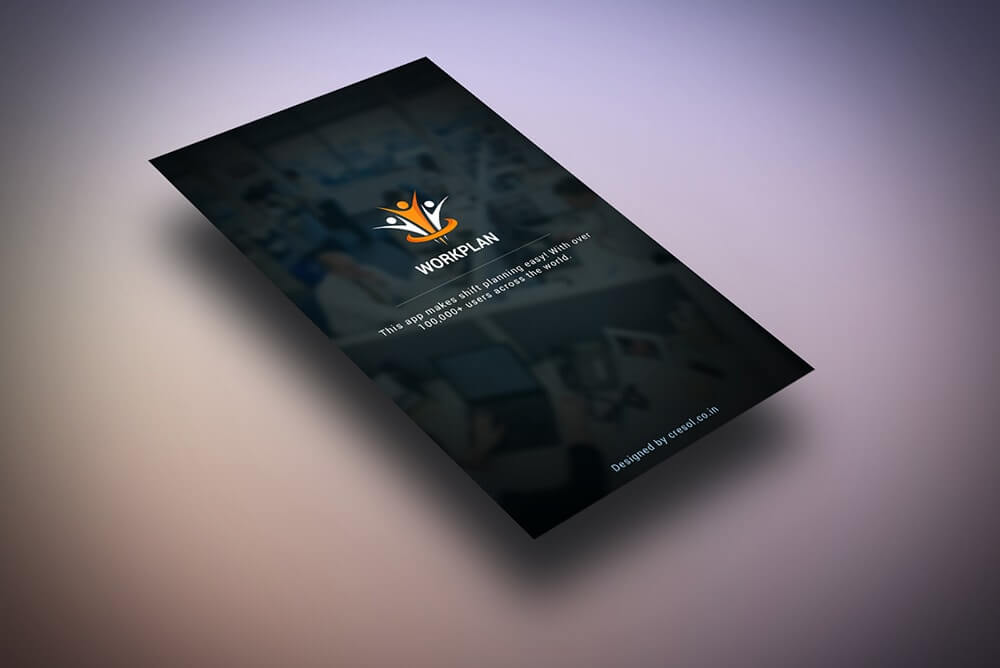 WORKPLAN
This app makes shift planning easy! With over
100,000+ users across the world.
Designed by cresol.co.in